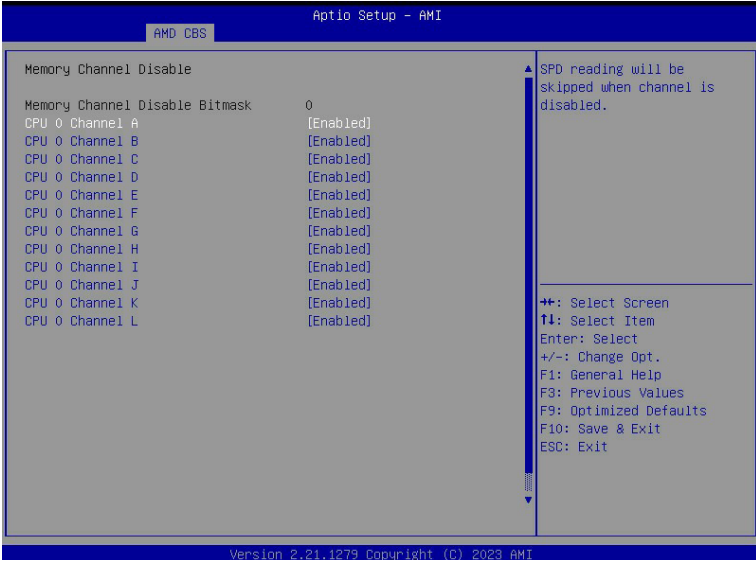 Aptio Setup - AMI
AMD CBS
Memory Channel Disable
Memory Channel Disable Bitmask 0
CPU 0 Channel A [Enabled]
CPU 0 Channel B [Enabled]
CPU 0 Channel C [Enabled]
CPU 0 Channel D [Enabled]
CPU 0 Channel E [Enabled]
CPU 0 Channel F [Enabled]
CPU 0 Channel G [Enabled]
CPU 0 Channel H [Enabled]
CPU 0 Channel I [Enabled]
CPU 0 Channel J [Enabled]
CPU 0 Channel K [Enabled]
CPU 0 Channel L [Enabled]
SPD reading will be
skipped when channel is
disabled.
→←: Select Screen
↑↓: Select Item
Enter: Select
+/-: Change Opt.
F1: General Help
F3: Previous Values
F9: Optimized Defaults
F10: Save & Exit
ESC: Exit
Version 2.21.1279 Copyright (C) 2023 AMI